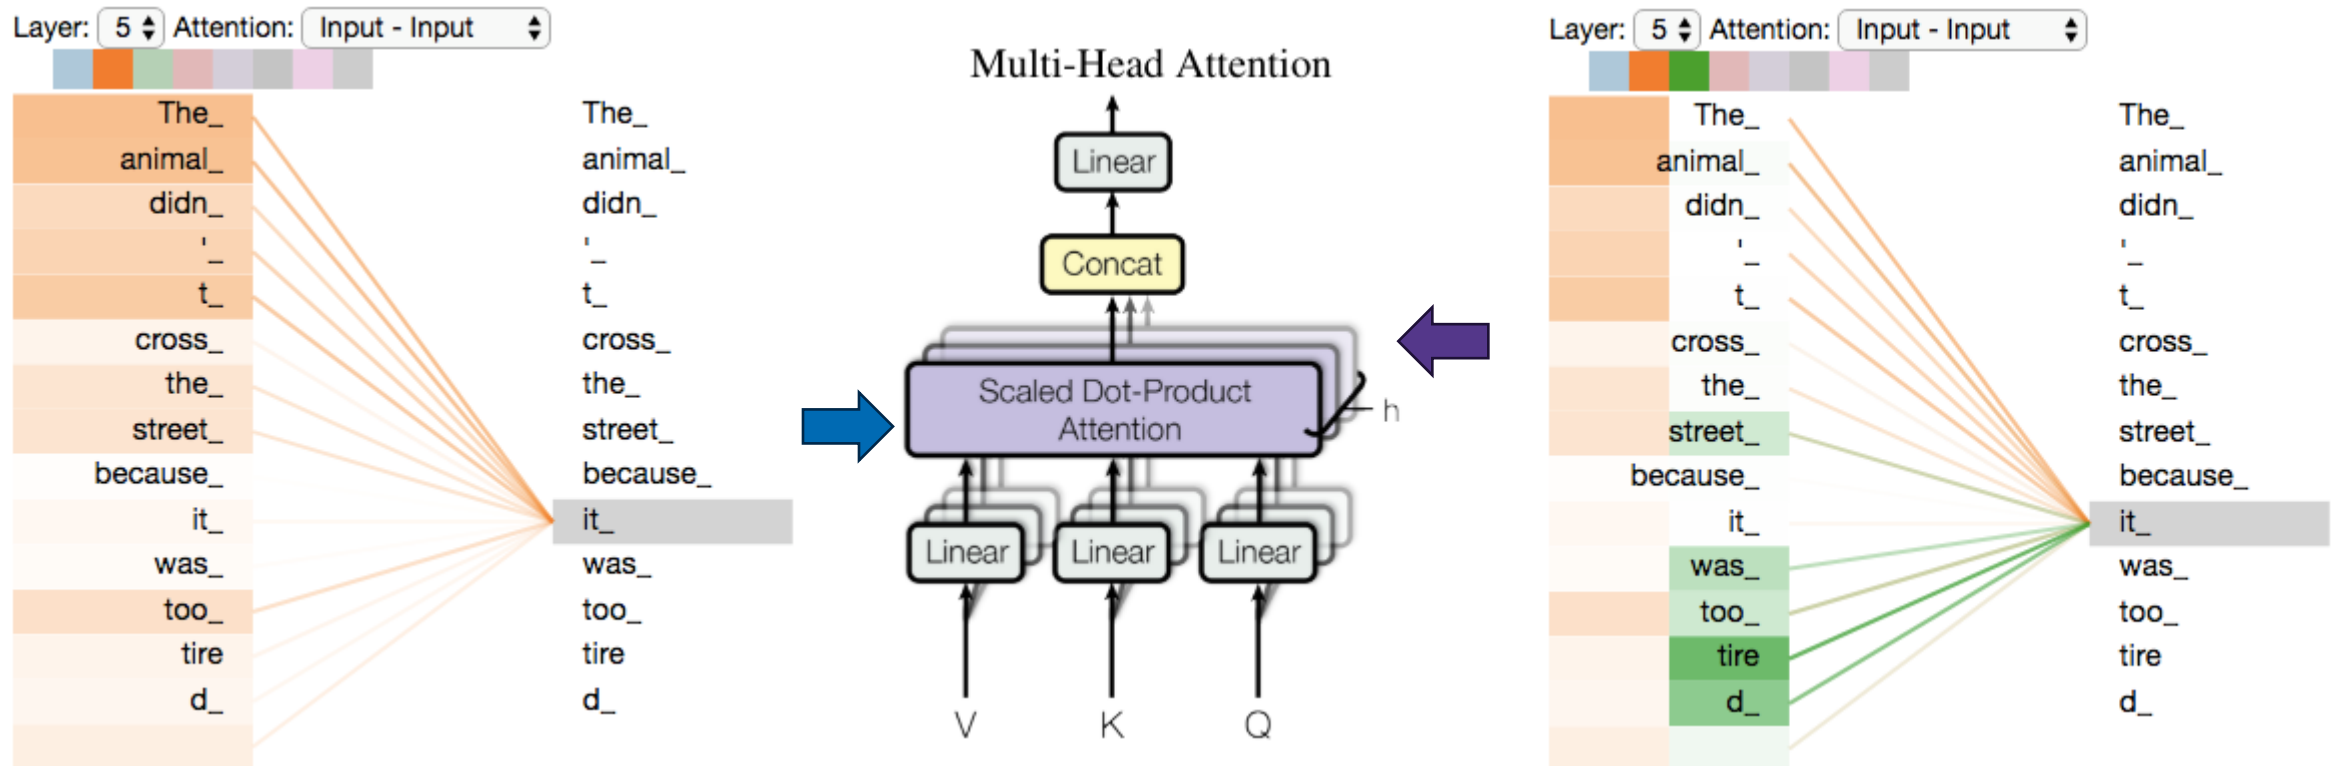 Layer: 5 Attention: Input - Input
The_ The_
animal_ animal_
didn_ didn_
'_ '_
t_ t_
cross_ cross_
the_ the_
street_ street_
because_ because_
it_ it_
was_ was_
too_ too_
tire tire
d_ d_
Multi-Head Attention
Linear
Concat
Scaled Dot-Product
Attention
h
Linear Linear Linear
V K Q
Layer: 5 Attention: Input - Input
The_ The_
animal_ animal_
didn_ didn_
'_ '_
t_ t_
cross_ cross_
the_ the_
street_ street_
because_ because_
it_ it_
was_ was_
too_ too_
tire tire
d_ d_